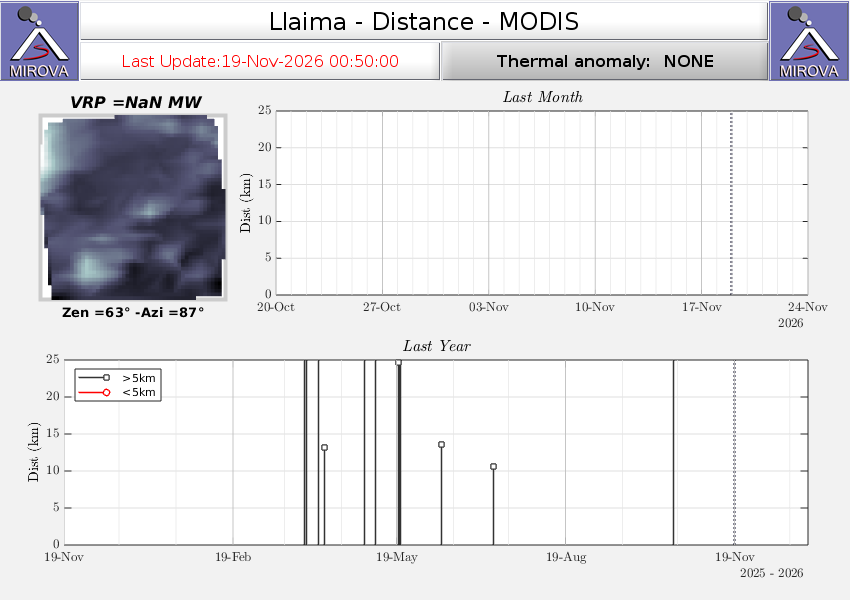 Llaima - Distance - MODIS
MIROVA
Last Update:19-Nov-2026 00:50:00
Thermal anomaly: NONE
MIROVA
VRP =NaN MW
Zen =63° -Azi =87°
Last Month
Dist (km)
25
20
15
10
5
0
20-Oct 27-Oct 03-Nov 10-Nov 17-Nov 24-Nov
2026
Last Year
Dist (km)
25
20
15
10
5
0
>5km
<5km
19-Nov 19-Feb 19-May 19-Aug 19-Nov
2025 - 2026